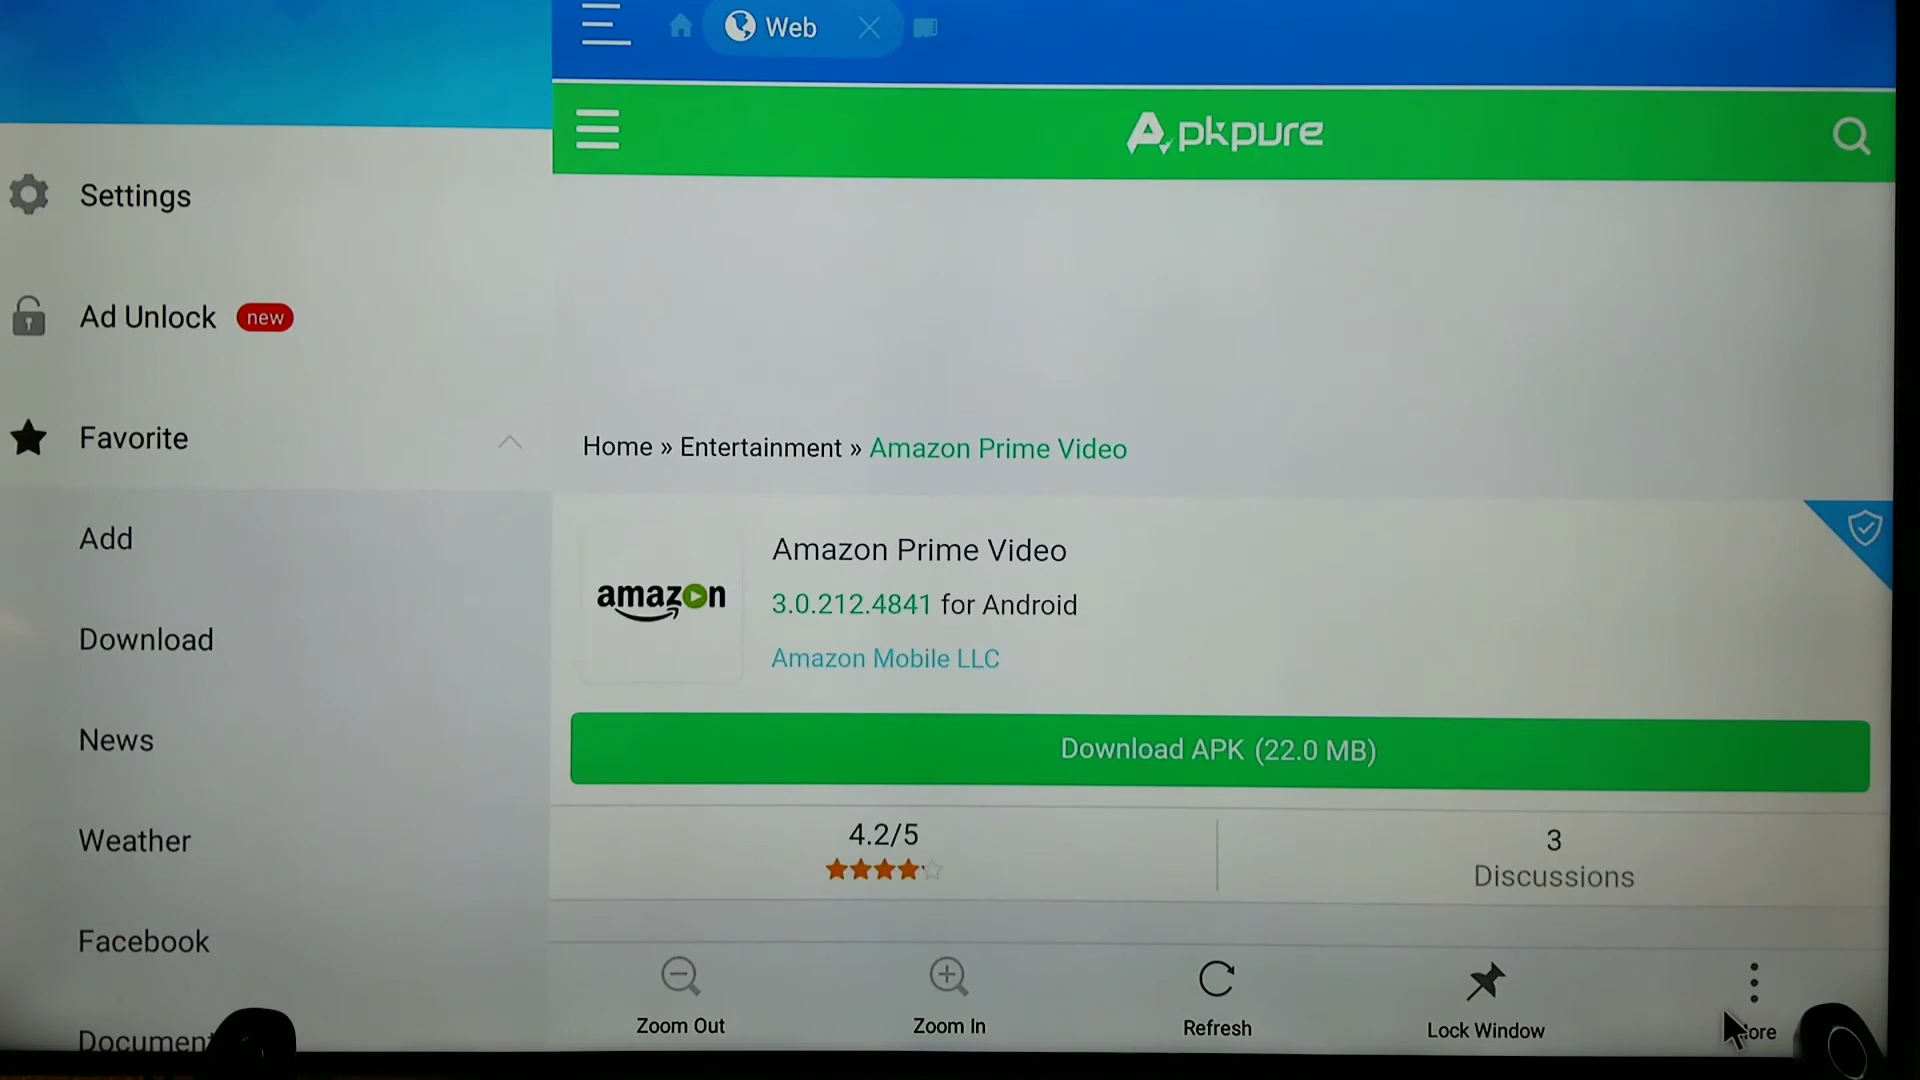 Web
Apkpure
Settings
Ad Unlock new
Favorite
Add
Download
News
Weather
Facebook
Home » Entertainment » Amazon Prime Video
amazon
Amazon Prime Video
3.0.212.4841 for Android
Amazon Mobile LLC
Download APK (22.0 MB)
4.2/5
3
Discussions
Zoom Out
Zoom In
Refresh
Lock Window